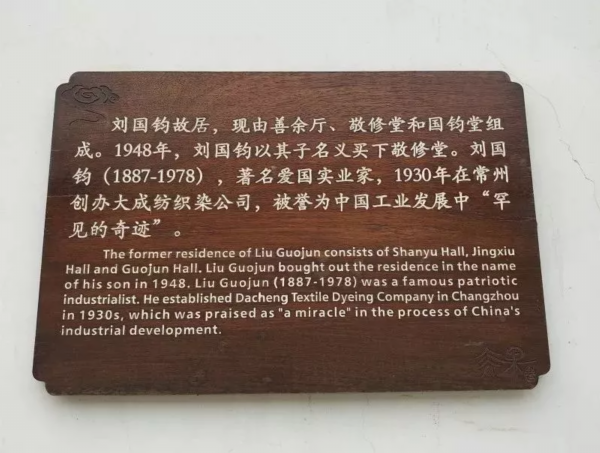 刘国钧故居，现由善余厅、敬修堂和国钧堂组
成。1948年，刘国钧以其子名义买下敬修堂。刘国
钧（1887-1978），著名爱国实业家，1930年在常州
创办大成纺织染公司，被誉为中国工业发展中“罕
见的奇迹”。
The former residence of Liu Guojun consists of Shanyu Hall, Jingxiu
Hall and Guojun Hall. Liu Guojun bought out the residence in the name
of his son in 1948. Liu Guojun (1887-1978) was a famous patriotic
industrialist. He established Dacheng Textile Dyeing Company in Changzhou
in 1930s, which was praised as "a miracle" in the process of China's
industrial development.